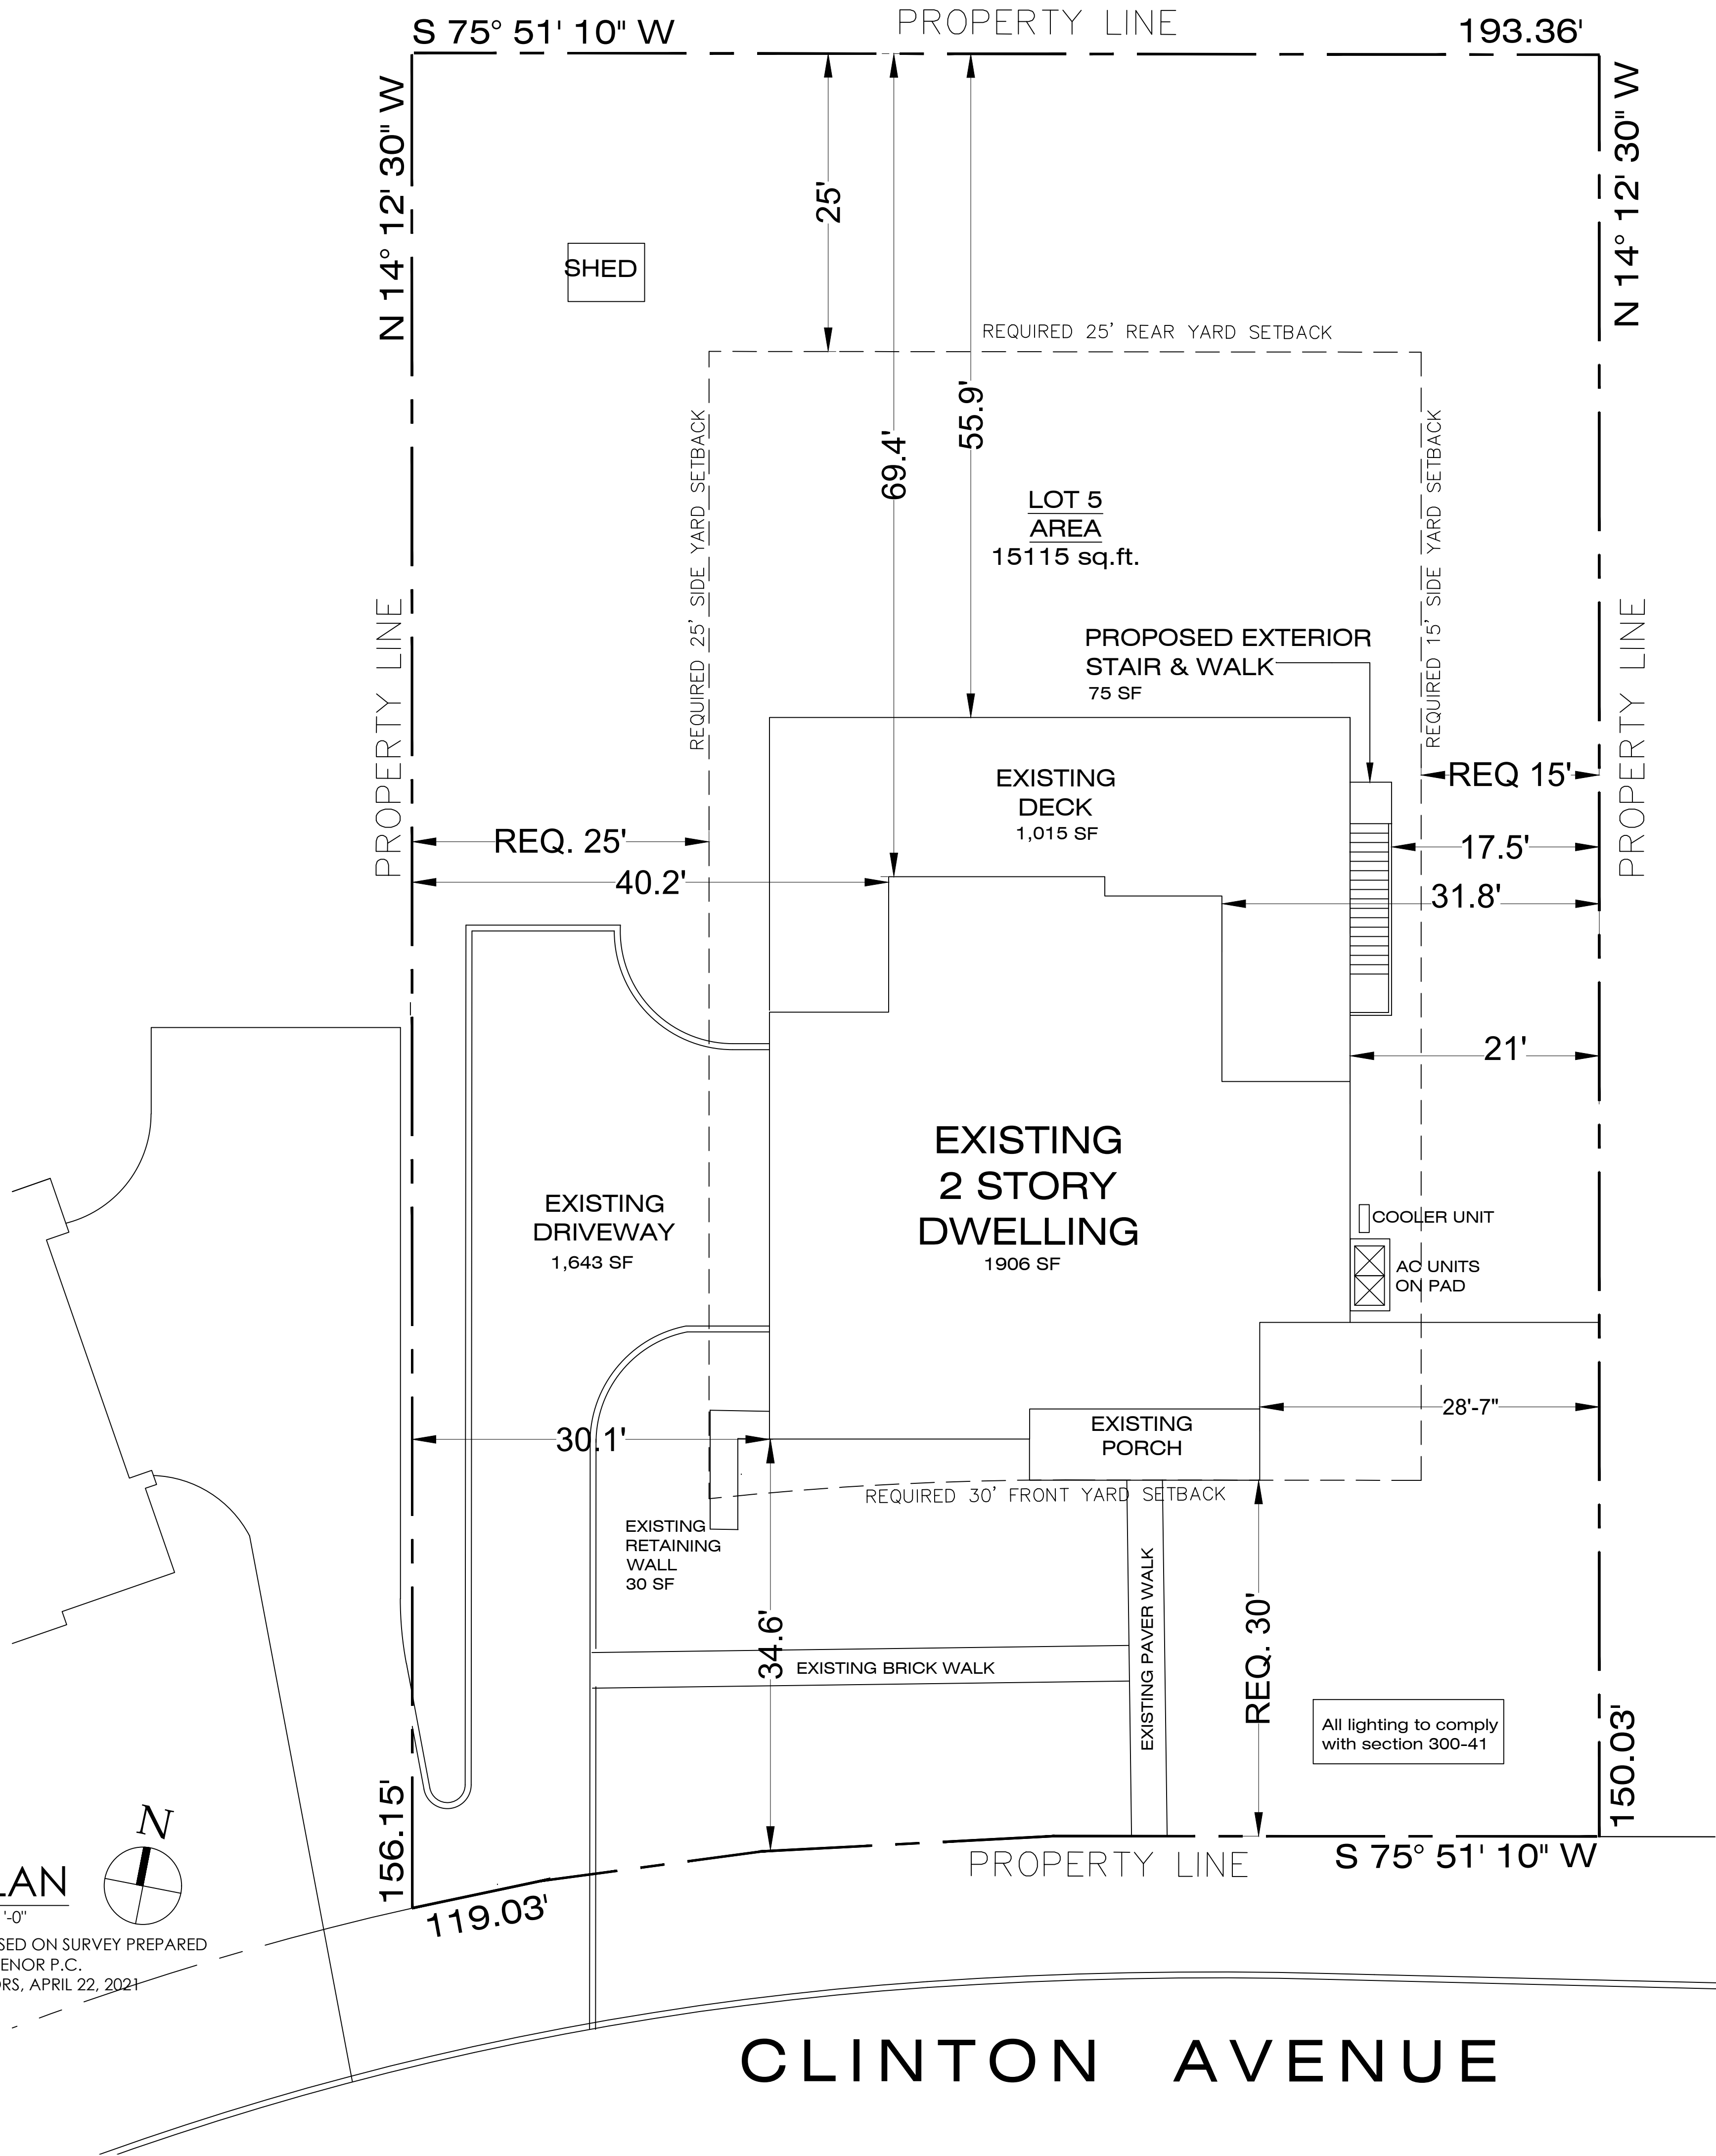 S 75° 51' 10" W
PROPERTY LINE
193.36'
N 14° 12' 30" W
N 14° 12' 30" W
25'
SHED
REQUIRED 25' REAR YARD SETBACK
55.9'
69.4'
REQUIRED 25' SIDE YARD SETBACK
REQUIRED 15' SIDE YARD SETBACK
LOT 5
AREA
15115 sq.ft.
PROPERTY LINE
PROPERTY LINE
PROPOSED EXTERIOR
STAIR & WALK
75 SF
EXISTING
DECK
1,015 SF
REQ 15'
REQ. 25'
17.5'
40.2'
31.8'
21'
EXISTING
2 STORY
DWELLING
1906 SF
EXISTING
DRIVEWAY
1,643 SF
COOLER UNIT
AC UNITS
ON PAD
28'-7"
EXISTING
PORCH
30.1'
REQUIRED 30' FRONT YARD SETBACK
EXISTING
RETAINING
WALL
30 SF
34.6'
EXISTING BRICK WALK
EXISTING PAVER WALK
REQ. 30'
All lighting to comply
with section 300-41
150.03'
156.15'
N
LAN
'-0"
SED ON SURVEY PREPARED
ENOR P.C.
ORS, APRIL 22, 2021
119.03'
PROPERTY LINE
S 75° 51' 10" W
CLINTON AVENUE